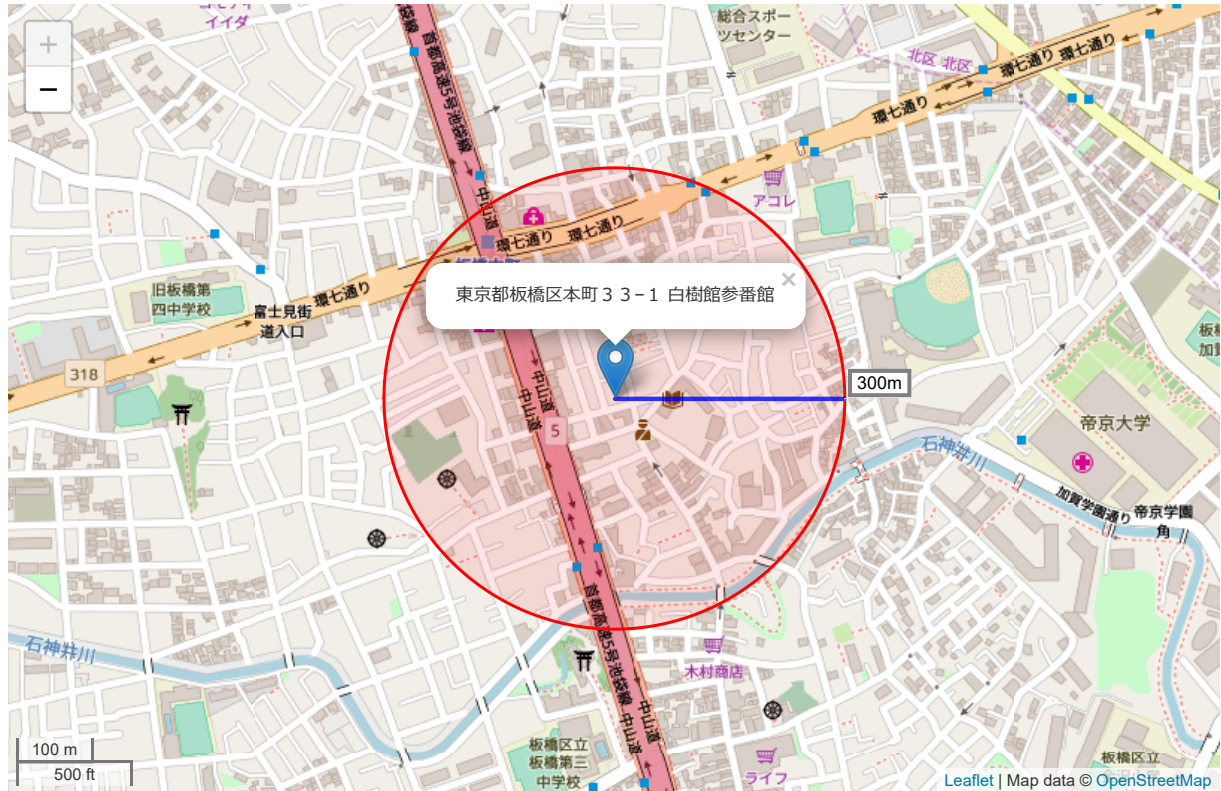 イイダ
総合スポー
ツセンター
北区 北区
環七通り 環七通り
首都高速5号池袋線
環七通り
中山道
アコレ
環七通り 環七通り
東京都板橋区本町３３−１ 白樹館参番館
×
旧板橋第
四中学校
富士見街
道入口
環七通り
318
300m
中山道
中山道
5
帝京大学
石神井川
加賀学園通り
帝京学園
角
首都高速5号池袋線
中山道
中山道
石神井川
木村商店
板橋区立
板橋第三
中学校
ライフ
板橋区立
+
−
100 m
500 ft
Leaflet | Map data © OpenStreetMap